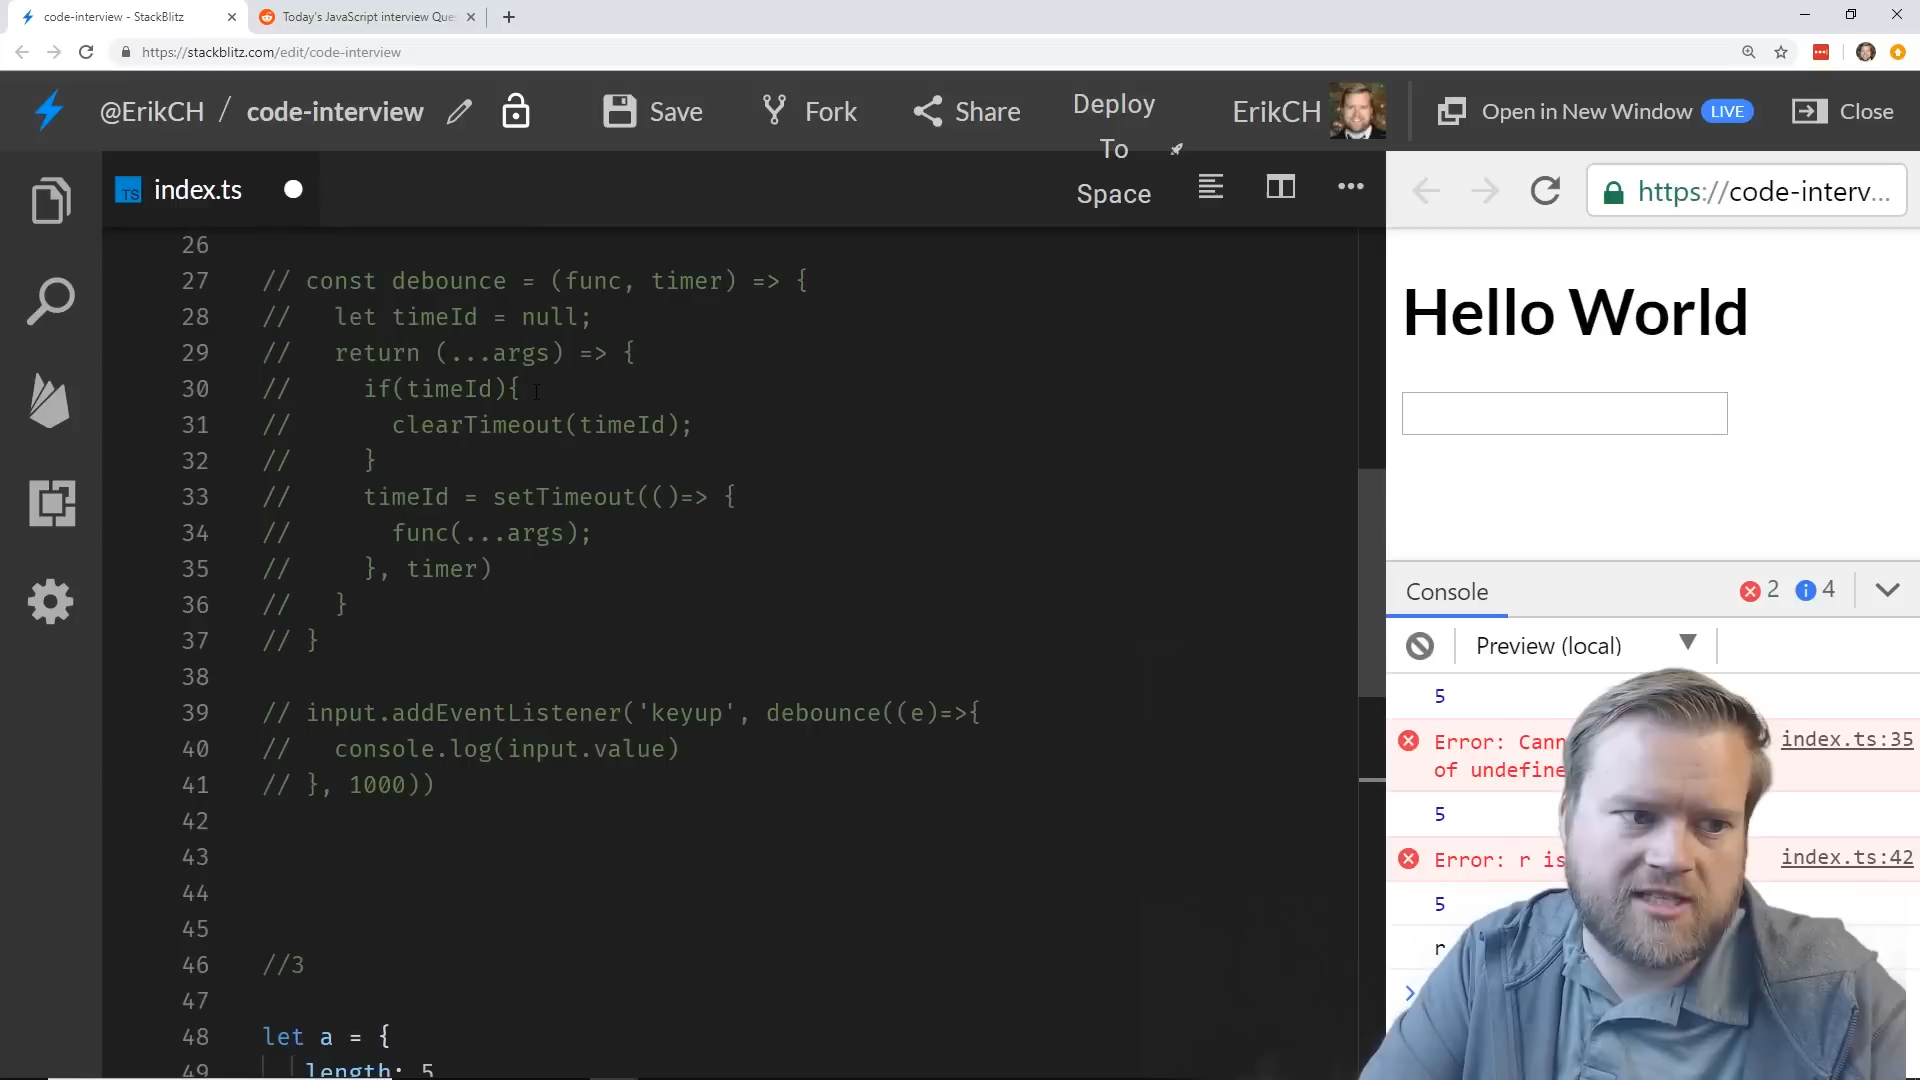 code-interview - StackBlitz
Today's JavaScript interview Que
https://stackblitz.com/edit/code-interview
@ErikCH / code-interview
Save
Fork
Share
Deploy
To
Space
ErikCH
Open in New Window
LIVE
Close
TS index.ts
https://code-interv...
26
27 // const debounce = (func, timer) => {
28 //   let timeId = null;
29 //   return (...args) => {
30 //     if(timeId){
31 //       clearTimeout(timeId);
32 //     }
33 //     timeId = setTimeout(()=> {
34 //       func(...args);
35 //     }, timer)
36 //   }
37 // }
38
39 // input.addEventListener('keyup', debounce((e)=>{
40 //   console.log(input.value)
41 // }, 1000))
42
43
44
45
46 //3
47
48 let a = {
49 length: 5
Hello World
Console
2
4
Preview (local)
5
Error: Cann
index.ts:35
of undefine
5
Error: r is
index.ts:42
5
r
>